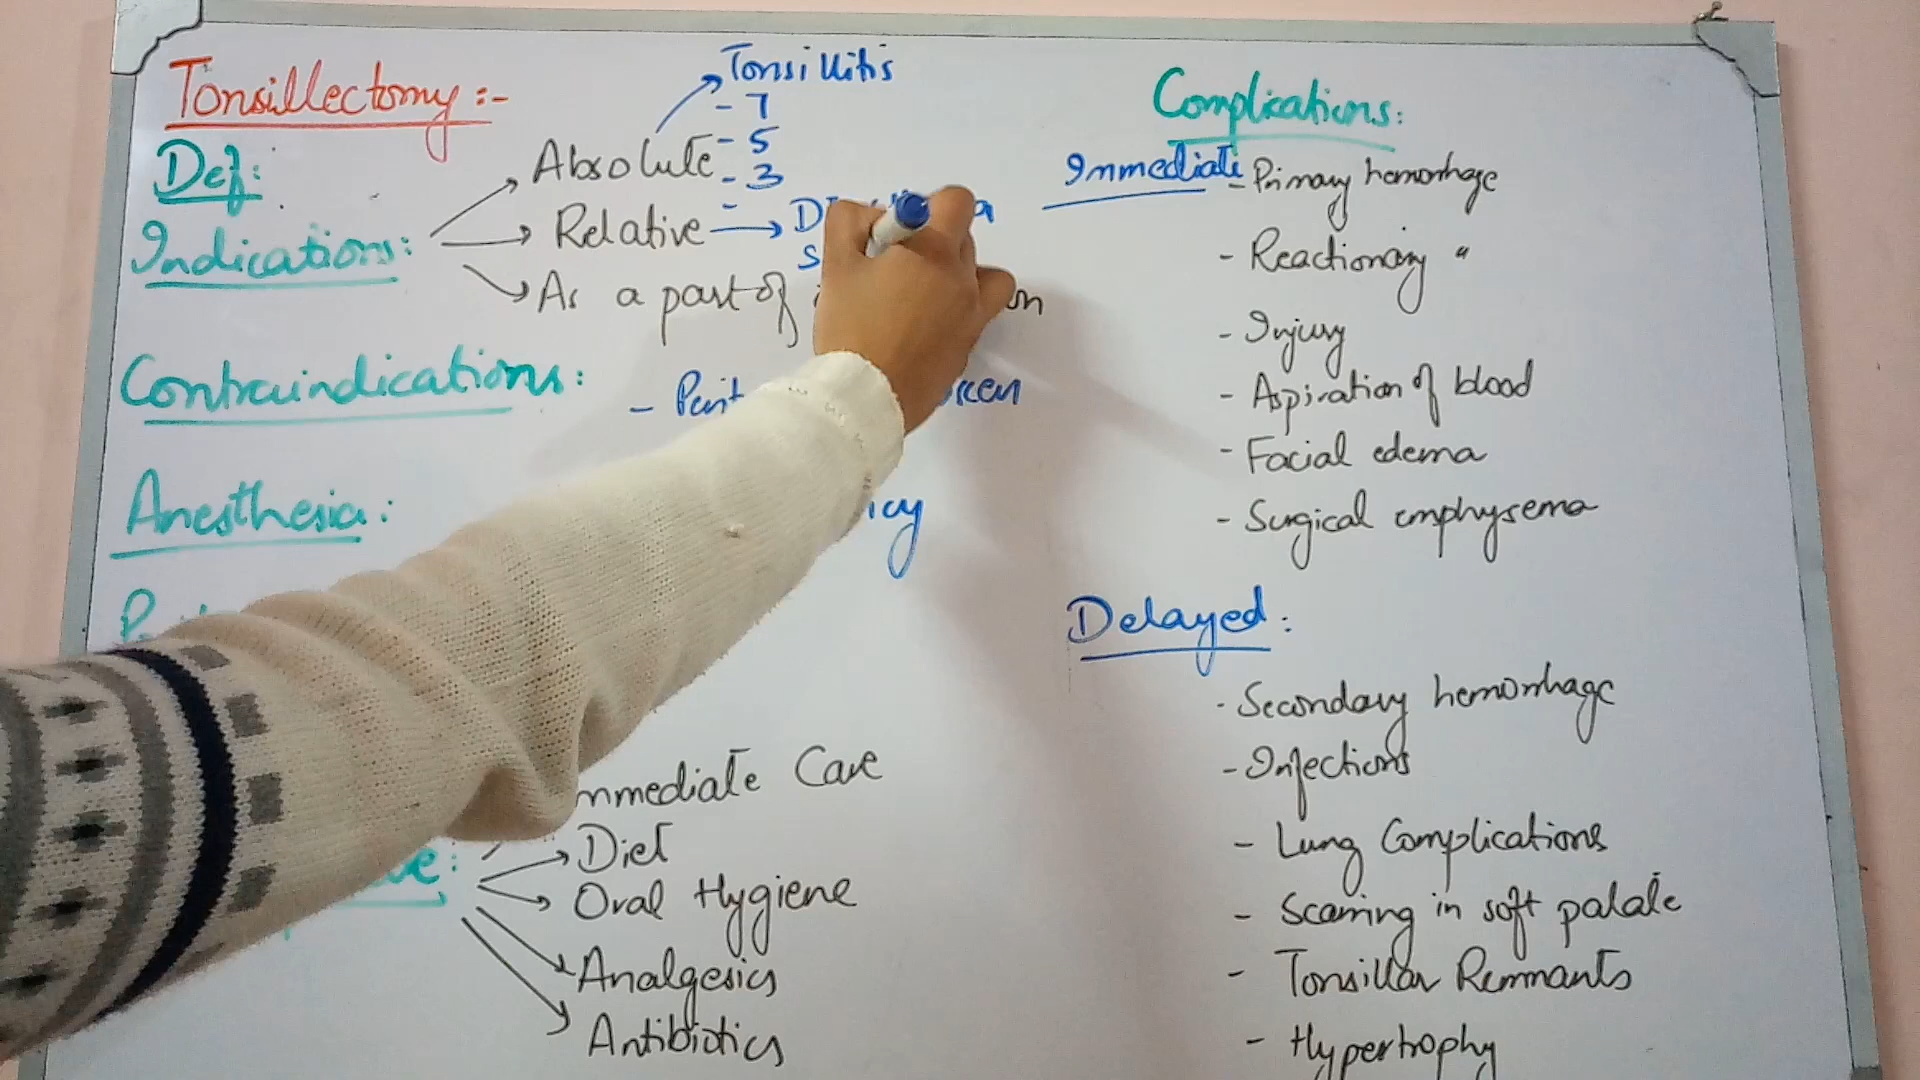 Tonsillectomy :-
Def:
Indications:
Absolute
Relative
As a part of
Tonsillitis
- 7
- 5
- 3
-
Contraindications:
Anesthesia:
Immediate Care
Diet
Oral Hygiene
Analgesics
Antibiotics
Complications:
Immediate
- Primary hemorrhage
- Reactionary "
- Injury
- Aspiration of blood
- Facial edema
- Surgical emphysema
Delayed:
- Secondary hemorrhage
- Infections
- Lung Complications
- Scarring in soft palate
- Tonsillar Remnants
- Hypertrophy